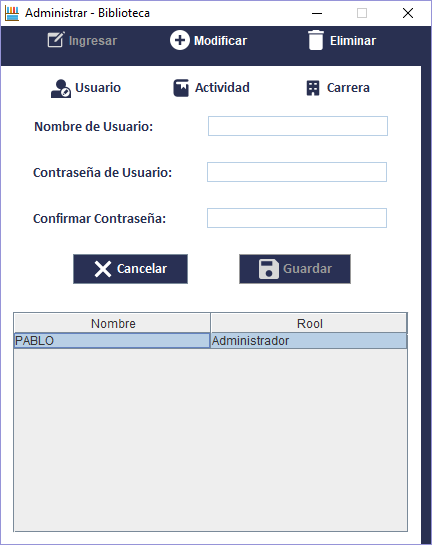 Administrar - Biblioteca
Ingresar Modificar Eliminar
Usuario Actividad Carrera
Nombre de Usuario:
Contraseña de Usuario:
Confirmar Contraseña:
Cancelar Guardar
Nombre Rool
PABLO Administrador